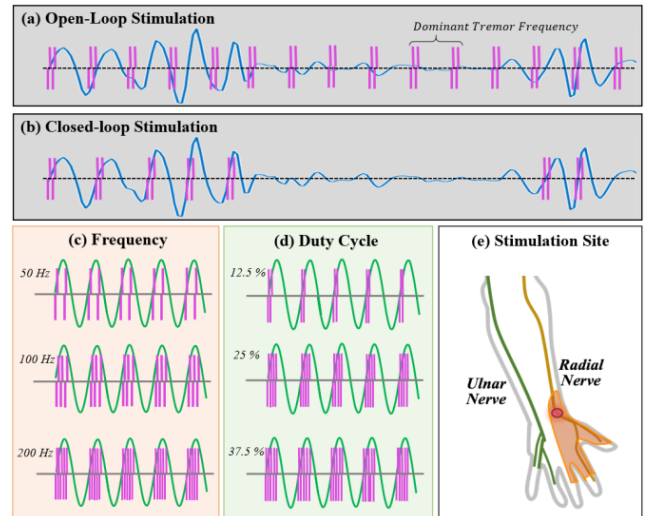 (a) Open-Loop Stimulation
Dominant Tremor Frequency
(b) Closed-loop Stimulation
(c) Frequency
50 Hz
100 Hz
200 Hz
(d) Duty Cycle
12.5 %
25 %
37.5 %
(e) Stimulation Site
Ulnar
Nerve
Radial
Nerve